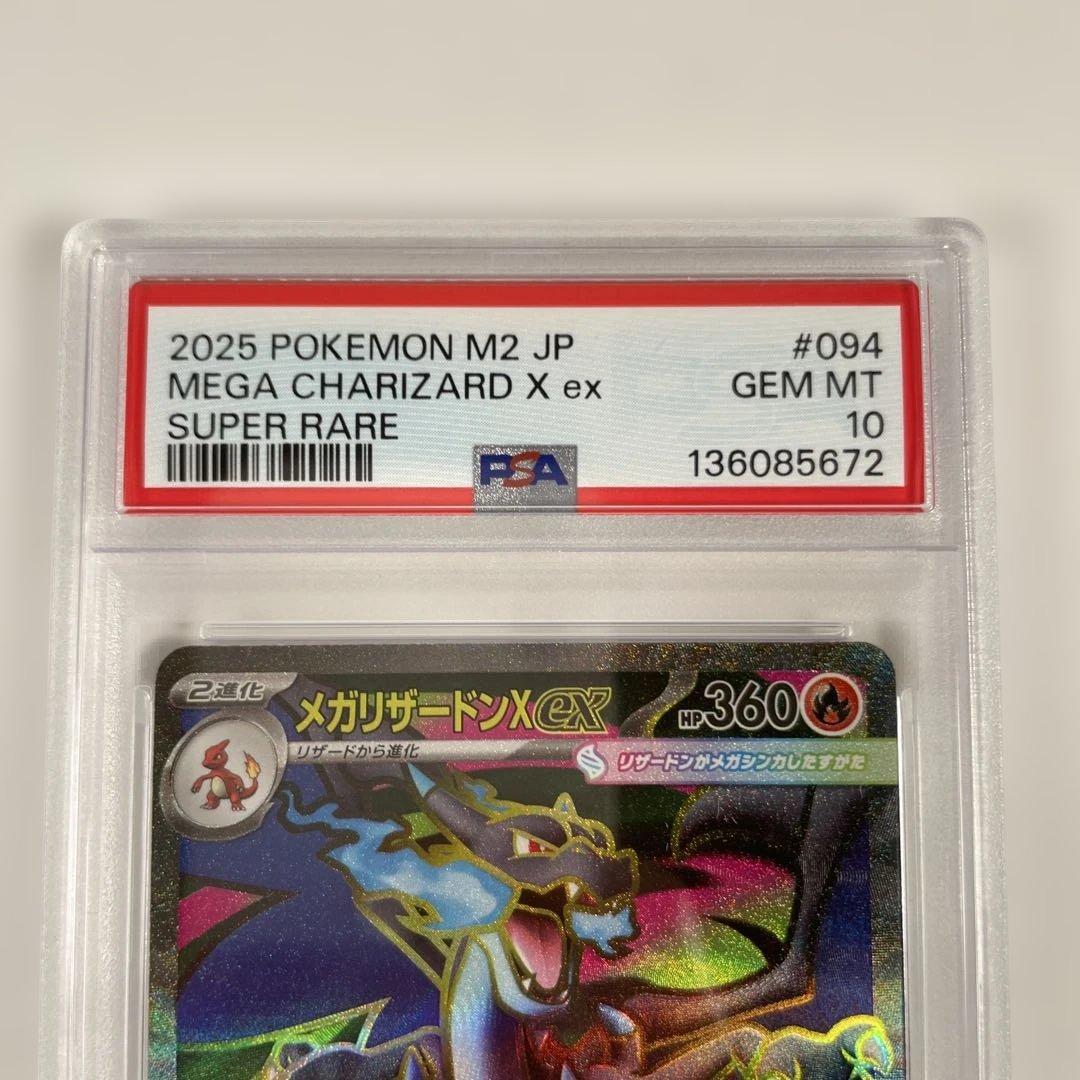 2025 POKEMON M2 JP #094
MEGA CHARIZARD X ex GEM MT
SUPER RARE 10
PSA 136085672
2進化 メガリザードンXex HP360
リザードから進化
リザードンがメガシンカしたすがた